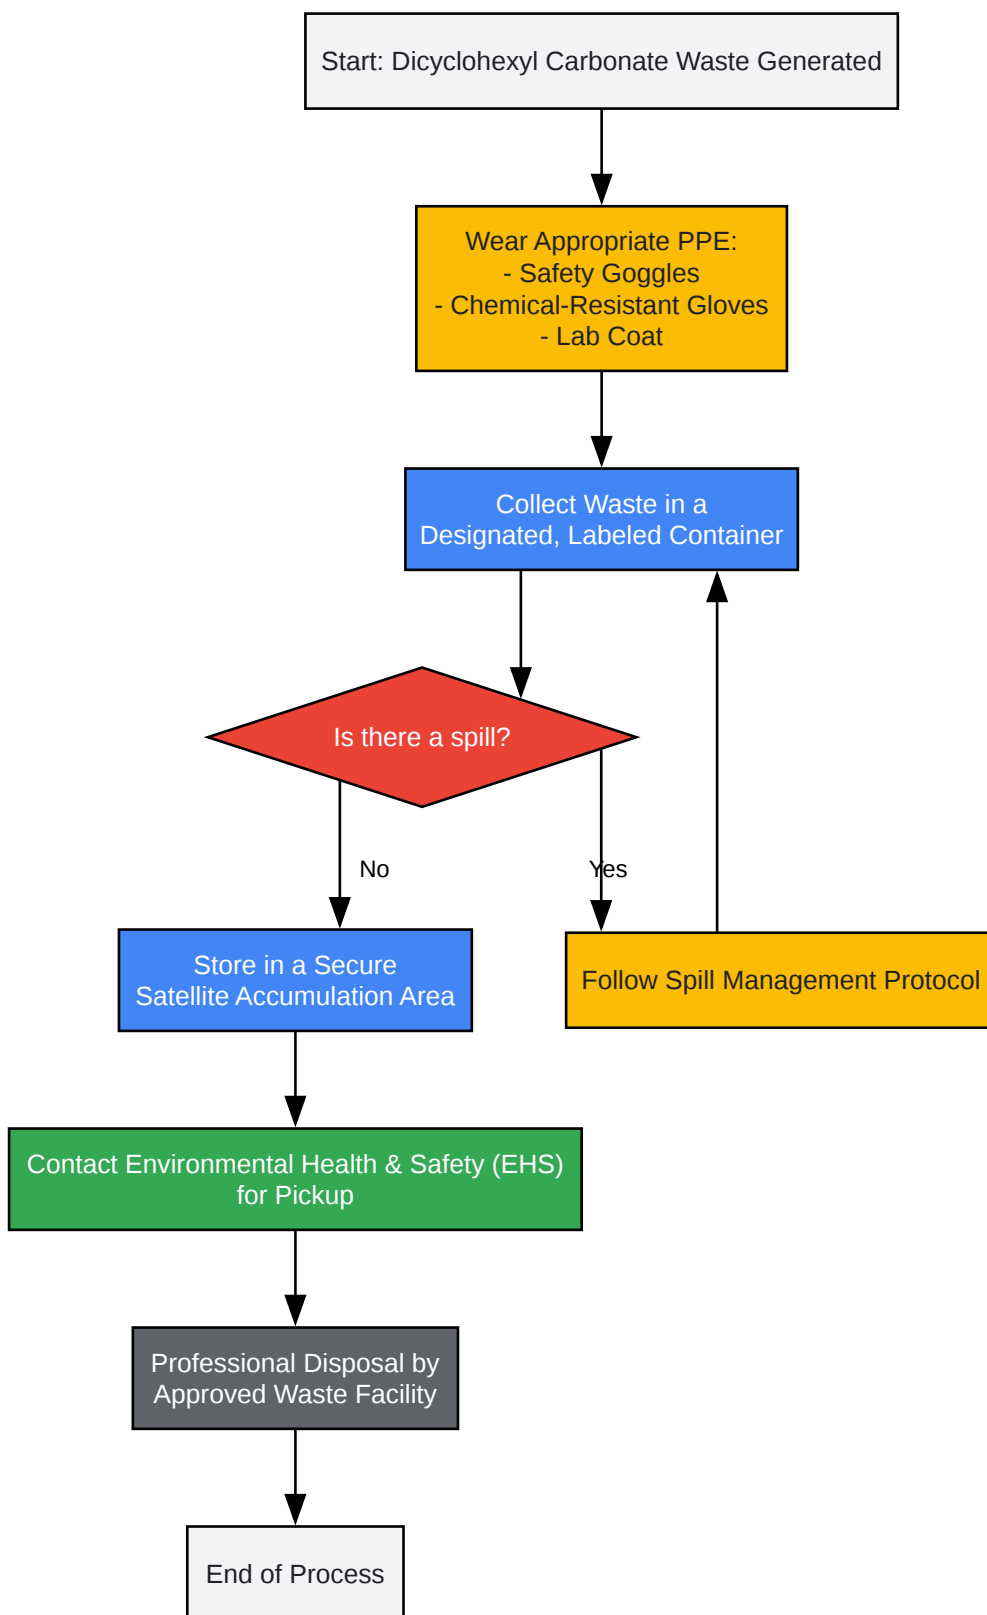 Start: Dicyclohexyl Carbonate Waste Generated
Wear Appropriate PPE:
- Safety Goggles
- Chemical-Resistant Gloves
- Lab Coat
Collect Waste in a
Designated, Labeled Container
Is there a spill?
No
Yes
Store in a Secure
Satellite Accumulation Area
Follow Spill Management Protocol
Contact Environmental Health & Safety (EHS)
for Pickup
Professional Disposal by
Approved Waste Facility
End of Process